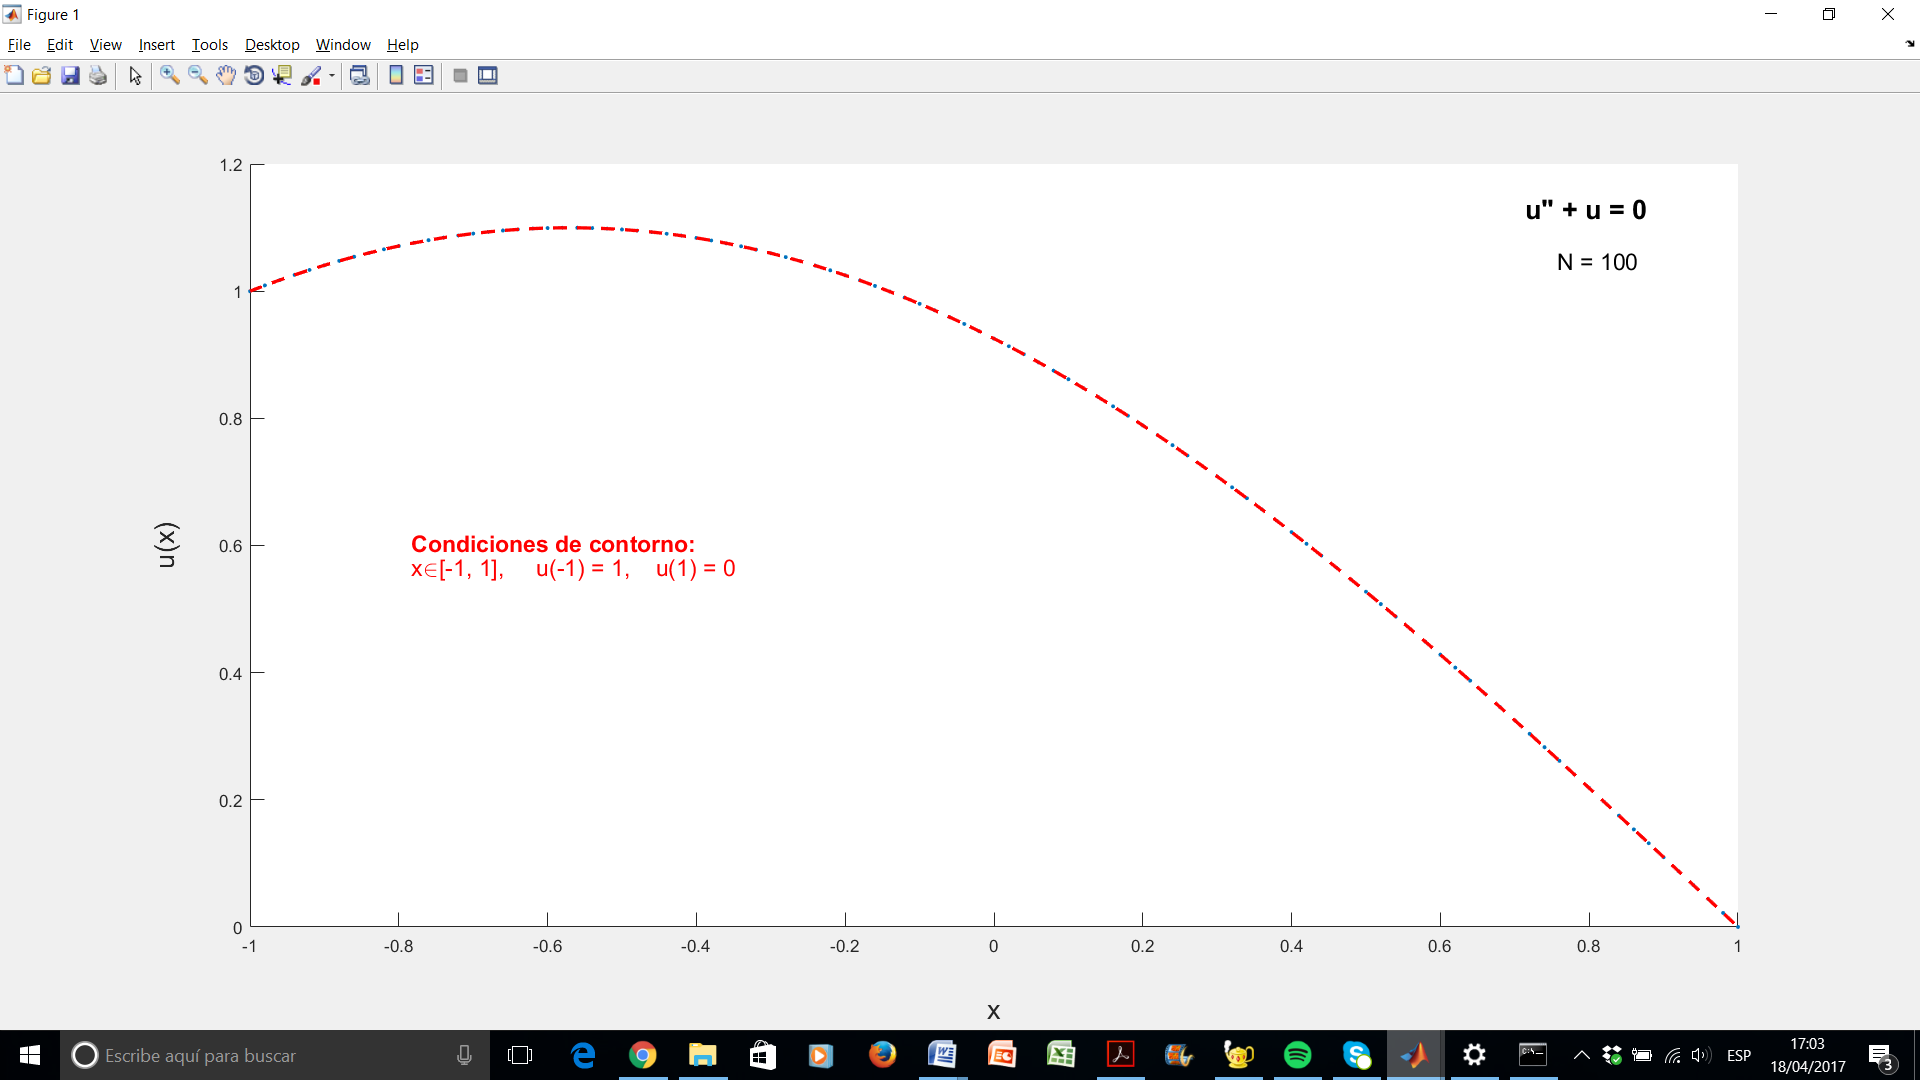 Figure 1
File Edit View Insert Tools Desktop Window Help
1.2
u" + u = 0
N = 100
1
0.8
u(x)
0.6
Condiciones de contorno:
x∈[-1, 1], u(-1) = 1, u(1) = 0
0.4
0.2
0
-1 -0.8 -0.6 -0.4 -0.2 0 0.2 0.4 0.6 0.8 1
x
Escribe aquí para buscar
ESP
17:03
18/04/2017
3